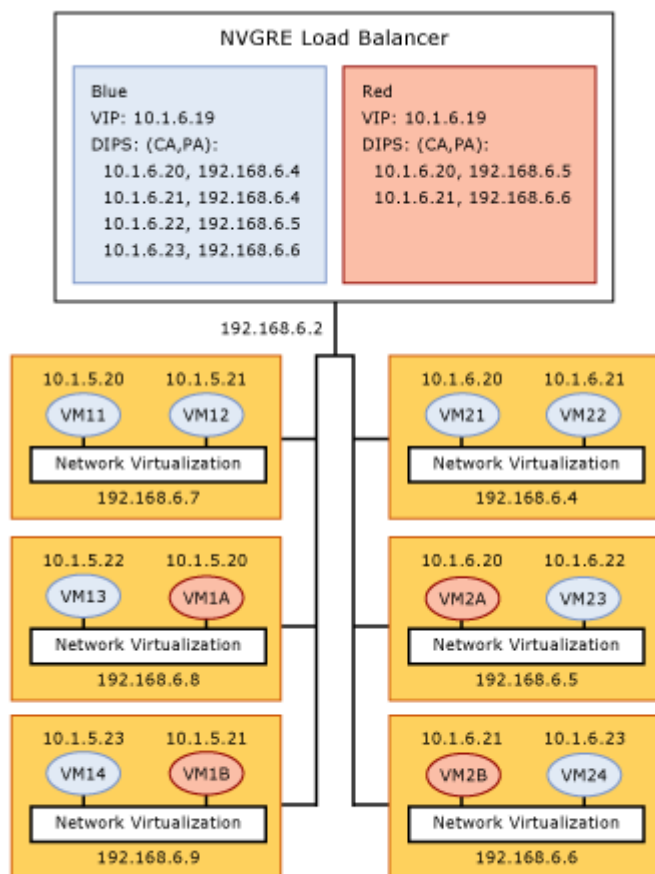 NVGRE Load Balancer
Blue
VIP: 10.1.6.19
DIPS: (CA,PA):
10.1.6.20, 192.168.6.4
10.1.6.21, 192.168.6.4
10.1.6.22, 192.168.6.5
10.1.6.23, 192.168.6.6
Red
VIP: 10.1.6.19
DIPS: (CA,PA):
10.1.6.20, 192.168.6.5
10.1.6.21, 192.168.6.6
192.168.6.2
10.1.5.20 10.1.5.21
VM11 VM12
Network Virtualization
192.168.6.7
10.1.6.20 10.1.6.21
VM21 VM22
Network Virtualization
192.168.6.4
10.1.5.22 10.1.5.20
VM13 VM1A
Network Virtualization
192.168.6.8
10.1.6.20 10.1.6.22
VM2A VM23
Network Virtualization
192.168.6.5
10.1.5.23 10.1.5.21
VM14 VM1B
Network Virtualization
192.168.6.9
10.1.6.21 10.1.6.23
VM2B VM24
Network Virtualization
192.168.6.6